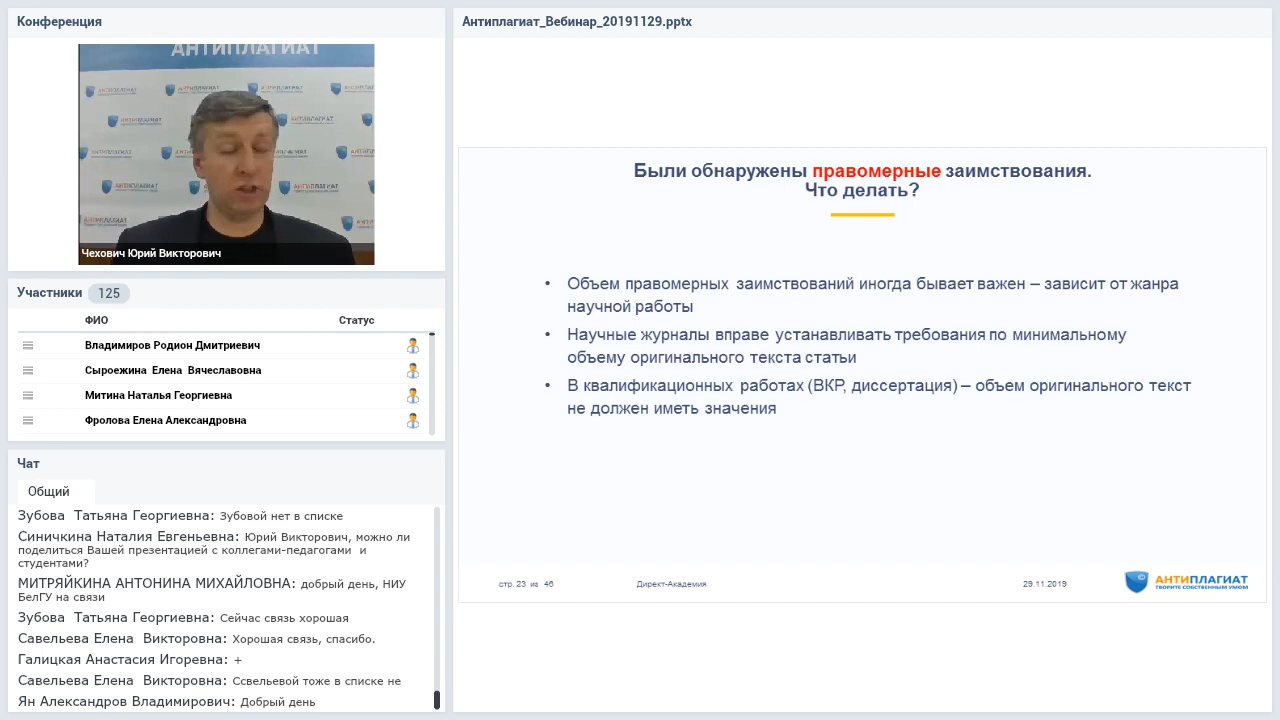 Конференция
АНТИПЛАГИАТ
Чехович Юрий Викторович
Участники 125
ФИО Статус
Владимиров Родион Дмитриевич
Сыроежина Елена Вячеславовна
Митина Наталья Георгиевна
Фролова Елена Александровна
Чат
Общий
Зубова Татьяна Георгиевна: Зубовой нет в списке
Синичкина Наталия Евгеньевна: Юрий Викторович, можно ли
поделиться Вашей презентацией с коллегами-педагогами и
студентами?
МИТРЯЙКИНА АНТОНИНА МИХАЙЛОВНА: добрый день, НИУ
БелГУ на связи
Зубова Татьяна Георгиевна: Сейчас связь хорошая
Савельева Елена Викторовна: Хорошая связь, спасибо.
Галицкая Анастасия Игоревна: +
Савельева Елена Викторовна: Ссвельевой тоже в списке не
Ян Александров Владимирович: Добрый день
Антиплагиат_Вебинар_20191129.pptx
Были обнаружены правомерные заимствования.
Что делать?
• Объем правомерных заимствований иногда бывает важен – зависит от жанра
научной работы
• Научные журналы вправе устанавливать требования по минимальному
объему оригинального текста статьи
• В квалификационных работах (ВКР, диссертация) – объем оригинального текст
не должен иметь значения
стр. 23 из 46 Директ-Академия 29.11.2019
АНТИПЛАГИАТ
ТВОРИТЕ СОБСТВЕННЫМ УМОМ